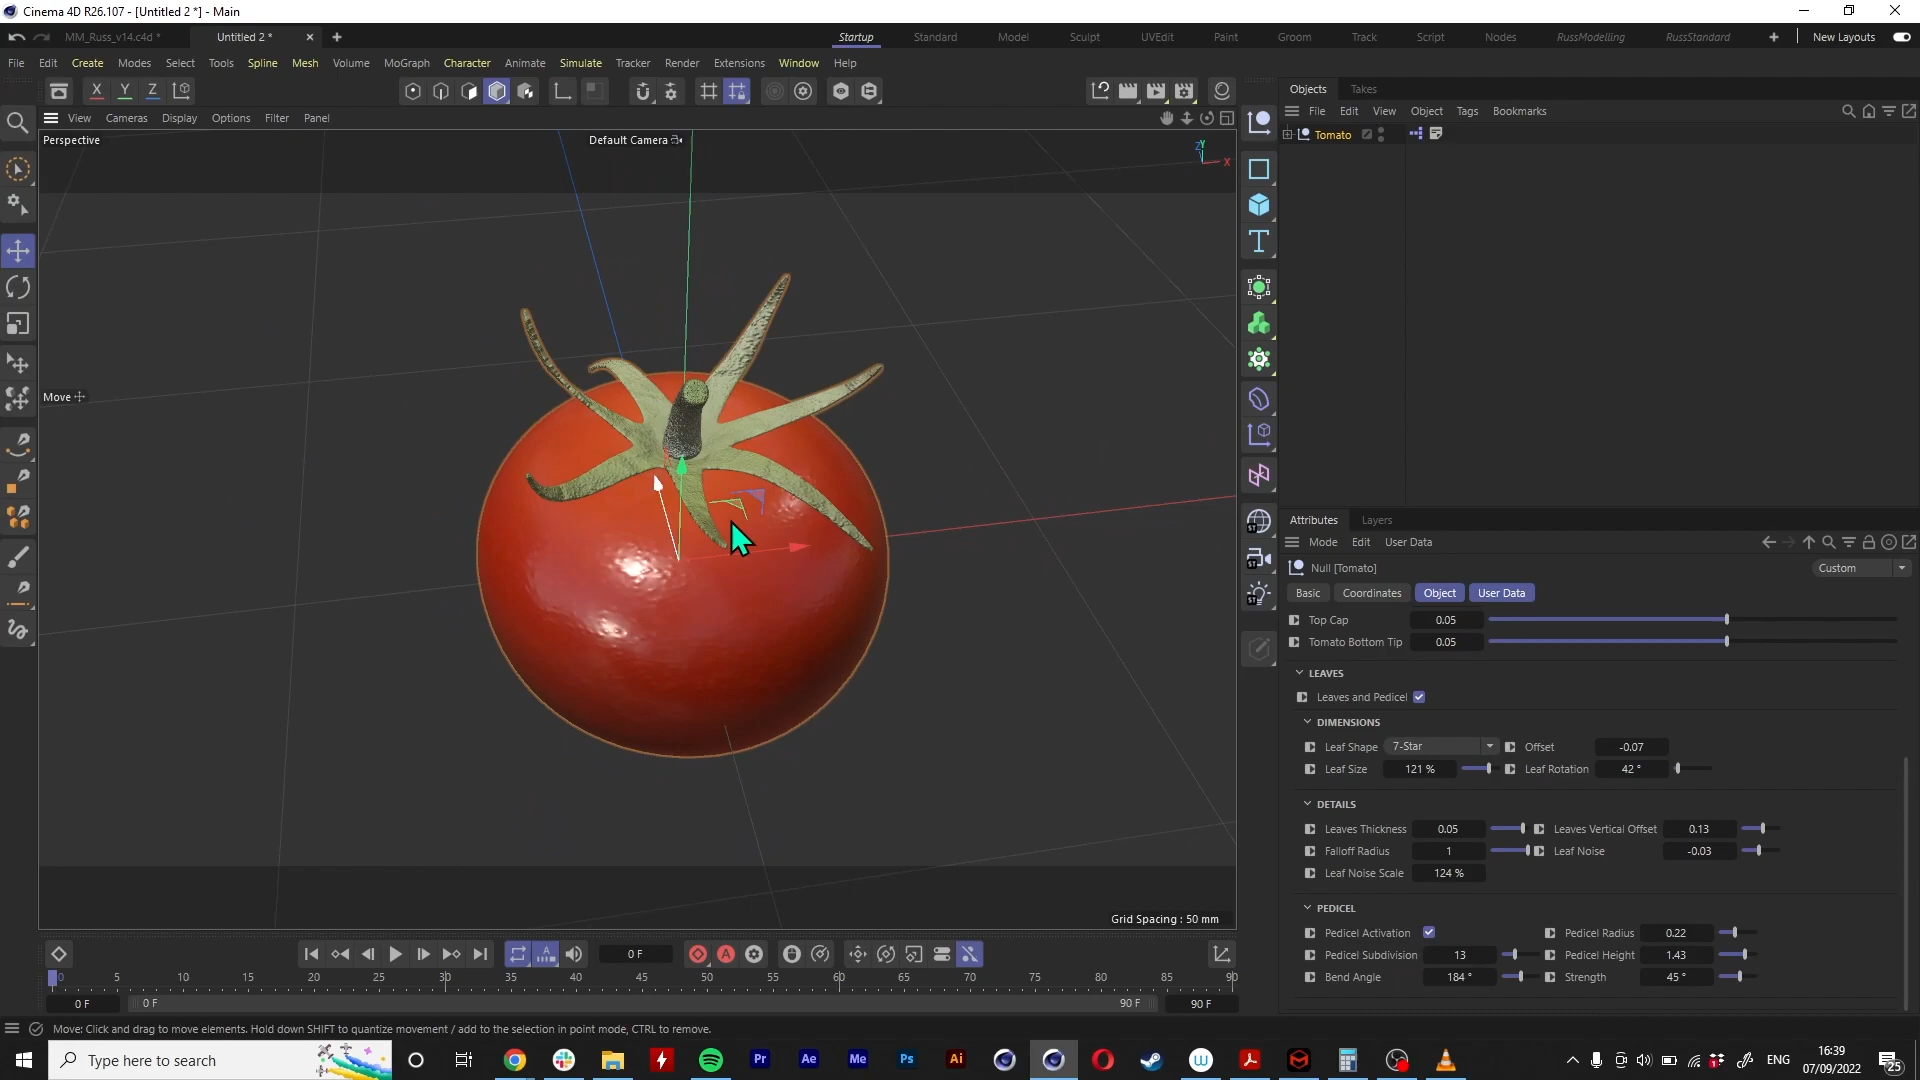 Cinema 4D R26.107 - [Untitled 2 *] - Main
MM_Russ_v14.c4d *
Untitled 2 *
Startup Standard Model Sculpt UVEdit Paint Groom Track Script Nodes RussModelling RussStandard New Layouts
File Edit Create Modes Select Tools Spline Mesh Volume MoGraph Character Animate Simulate Tracker Render Extensions Window Help
X Y Z
Objects Takes
File Edit View Object Tags Bookmarks
View Cameras Display Options Filter Panel
Tomato
Perspective
Default Camera
Y
Z
X
Move
Attributes Layers
Mode Edit User Data
Null [Tomato]
Custom
Basic Coordinates Object User Data
Top Cap 0.05
Tomato Bottom Tip 0.05
LEAVES
Leaves and Pedicel
DIMENSIONS
Leaf Shape 7-Star Offset -0.07
Leaf Size 121 % Leaf Rotation 42 °
DETAILS
Leaves Thickness 0.05 Leaves Vertical Offset 0.13
Falloff Radius 1 Leaf Noise -0.03
Leaf Noise Scale 124 %
PEDICEL
Pedicel Activation Pedicel Radius 0.22
Pedicel Subdivision 13 Pedicel Height 1.43
Bend Angle 184 ° Strength 45 °
Grid Spacing : 50 mm
0 F
0 5 10 15 20 25 30 35 40 45 50 55 60 65 70 75 80 85 90
0 F 0 F 90 F 90 F
Move: Click and drag to move elements. Hold down SHIFT to quantize movement / add to the selection in point mode, CTRL to remove.
Type here to search
Pr Ae Me Ps Ai
ENG
16:39
07/09/2022
25